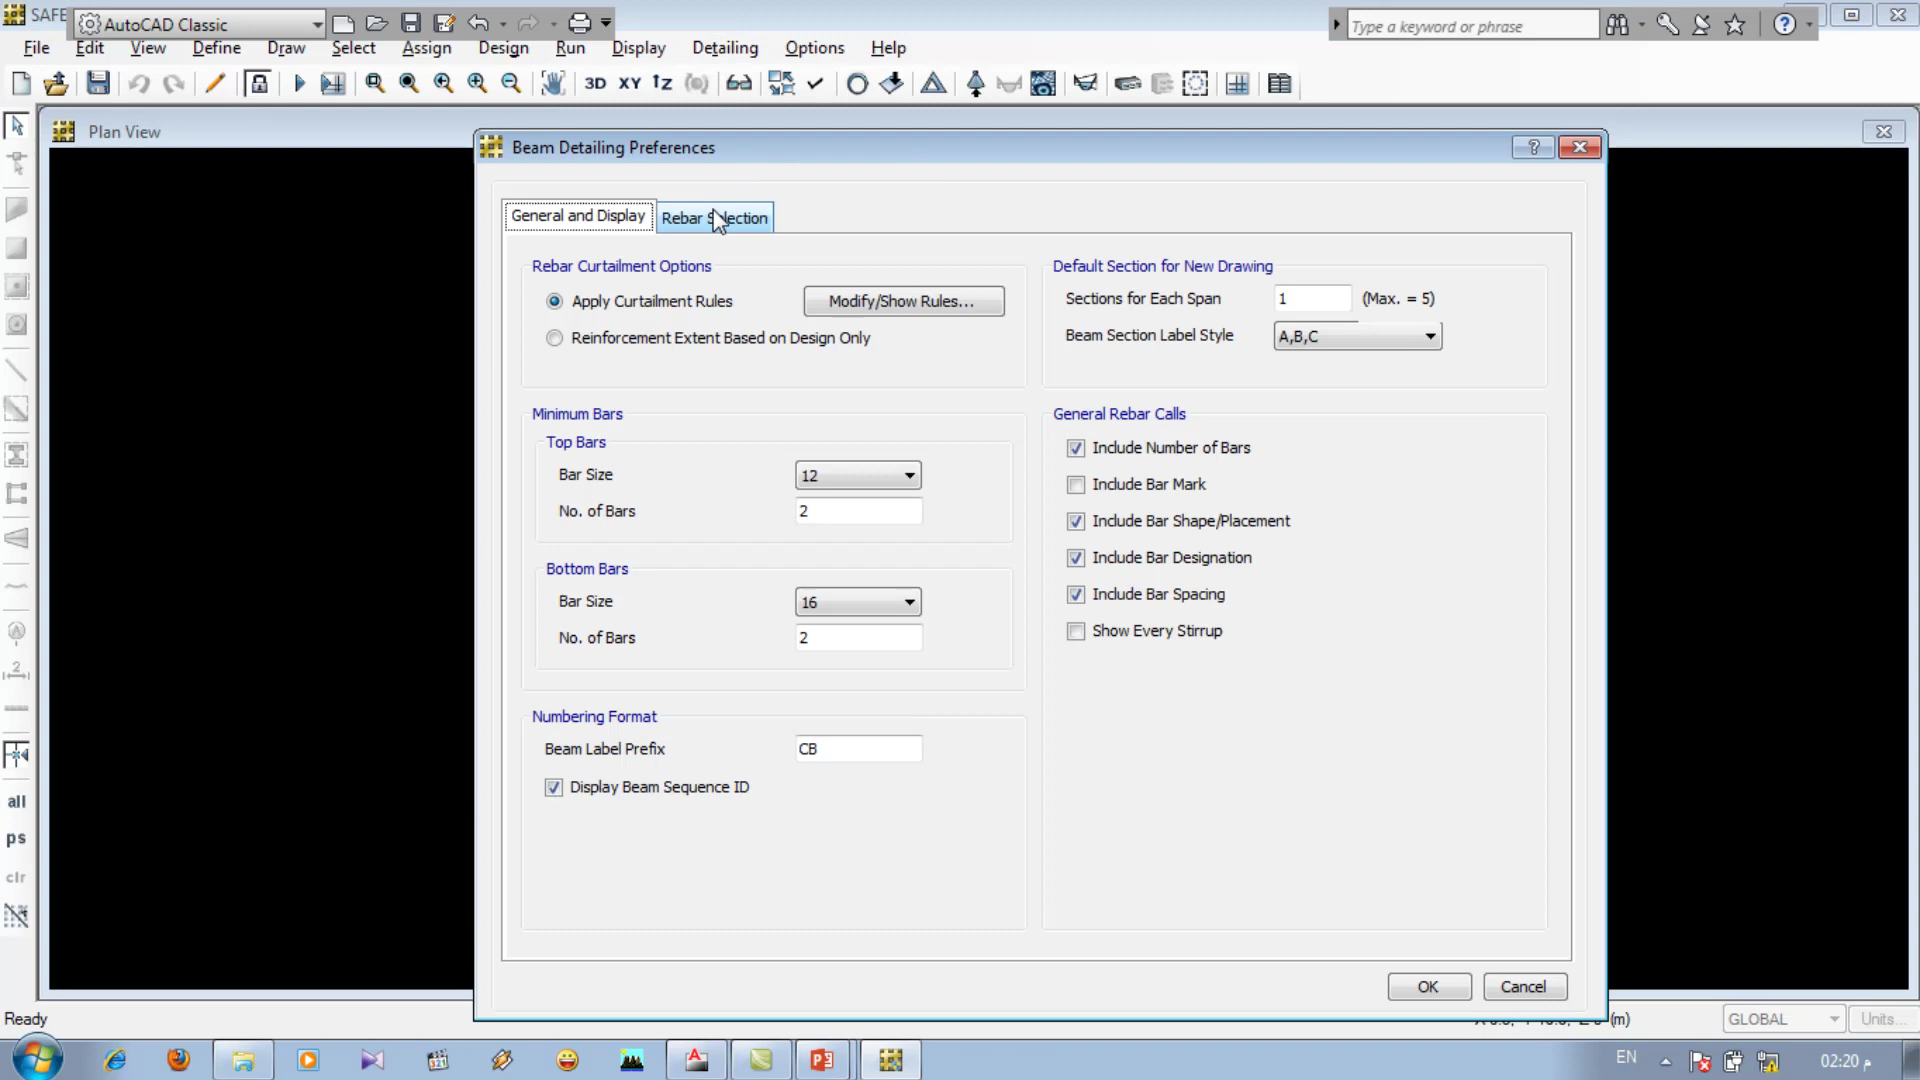 SAFE
AutoCAD Classic
Type a keyword or phrase
File Edit View Define Draw Select Assign Design Run Display Detailing Options Help
3D XY
Plan View
Beam Detailing Preferences
General and Display
Rebar Selection
Rebar Curtailment Options
Apply Curtailment Rules
Modify/Show Rules...
Reinforcement Extent Based on Design Only
Default Section for New Drawing
Sections for Each Span 1 (Max. = 5)
Beam Section Label Style A,B,C
Minimum Bars
Top Bars
Bar Size 12
No. of Bars 2
Bottom Bars
Bar Size 16
No. of Bars 2
General Rebar Calls
Include Number of Bars
Include Bar Mark
Include Bar Shape/Placement
Include Bar Designation
Include Bar Spacing
Show Every Stirrup
Numbering Format
Beam Label Prefix CB
Display Beam Sequence ID
all
ps
clr
OK
Cancel
Ready
(m)
GLOBAL
Units...
EN
02:20 م